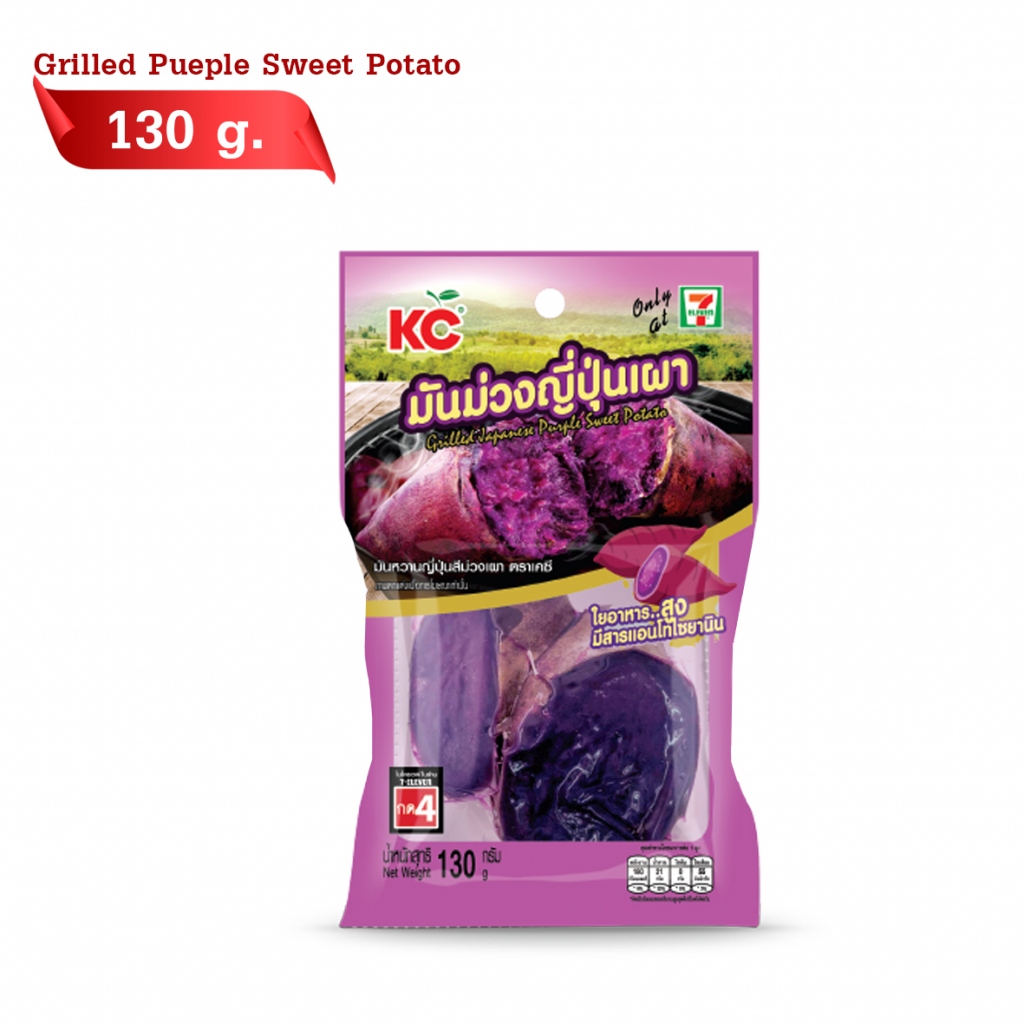 Grilled Pueple Sweet Potato
130 g.
KC
Only
at
7
ELEVEN
มันม่วงญี่ปุ่นเผา
Grilled Japanese Purple Sweet Potato
มันหวานญี่ปุ่นสีม่วงเผา ตราเคซี
ใยอาหาร..สูง
มีสารแอนโทไซยานิน
7-ELEVEN
กด4
น้ำหนักสุทธิ 130 กรัม
Net Weight g